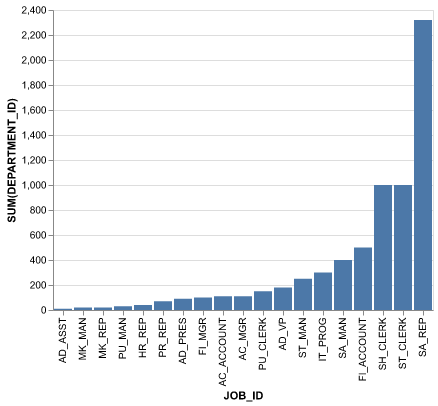 2,400
2,200
2,000
1,800
1,600
1,400
1,200
1,000
800
600
400
200
0
SUM(DEPARTMENT_ID)
AD_ASST
MK_MAN
MK_REP
PU_MAN
HR_REP
PR_REP
AD_PRES
FI_MGR
AC_ACCOUNT
AC_MGR
PU_CLERK
AD_VP
ST_MAN
IT_PROG
SA_MAN
FI_ACCOUNT
SH_CLERK
ST_CLERK
SA_REP
JOB_ID